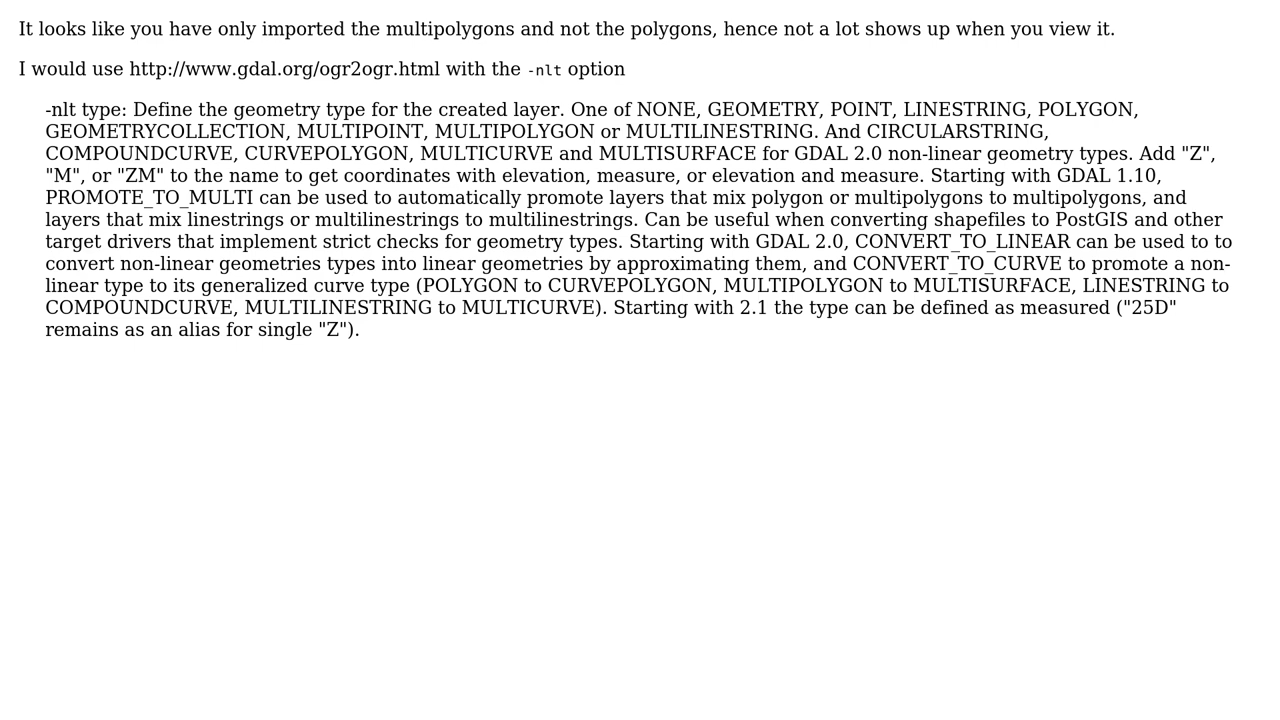 It looks like you have only imported the multipolygons and not the polygons, hence not a lot shows up when you view it.
I would use http://www.gdal.org/ogr2ogr.html with the -nlt option
-nlt type: Define the geometry type for the created layer. One of NONE, GEOMETRY, POINT, LINESTRING, POLYGON,
GEOMETRYCOLLECTION, MULTIPOINT, MULTIPOLYGON or MULTILINESTRING. And CIRCULARSTRING,
COMPOUNDCURVE, CURVEPOLYGON, MULTICURVE and MULTISURFACE for GDAL 2.0 non-linear geometry types. Add "Z",
"M", or "ZM" to the name to get coordinates with elevation, measure, or elevation and measure. Starting with GDAL 1.10,
PROMOTE_TO_MULTI can be used to automatically promote layers that mix polygon or multipolygons to multipolygons, and
layers that mix linestrings or multilinestrings to multilinestrings. Can be useful when converting shapefiles to PostGIS and other
target drivers that implement strict checks for geometry types. Starting with GDAL 2.0, CONVERT_TO_LINEAR can be used to to
convert non-linear geometries types into linear geometries by approximating them, and CONVERT_TO_CURVE to promote a non-
linear type to its generalized curve type (POLYGON to CURVEPOLYGON, MULTIPOLYGON to MULTISURFACE, LINESTRING to
COMPOUNDCURVE, MULTILINESTRING to MULTICURVE). Starting with 2.1 the type can be defined as measured ("25D"
remains as an alias for single "Z").